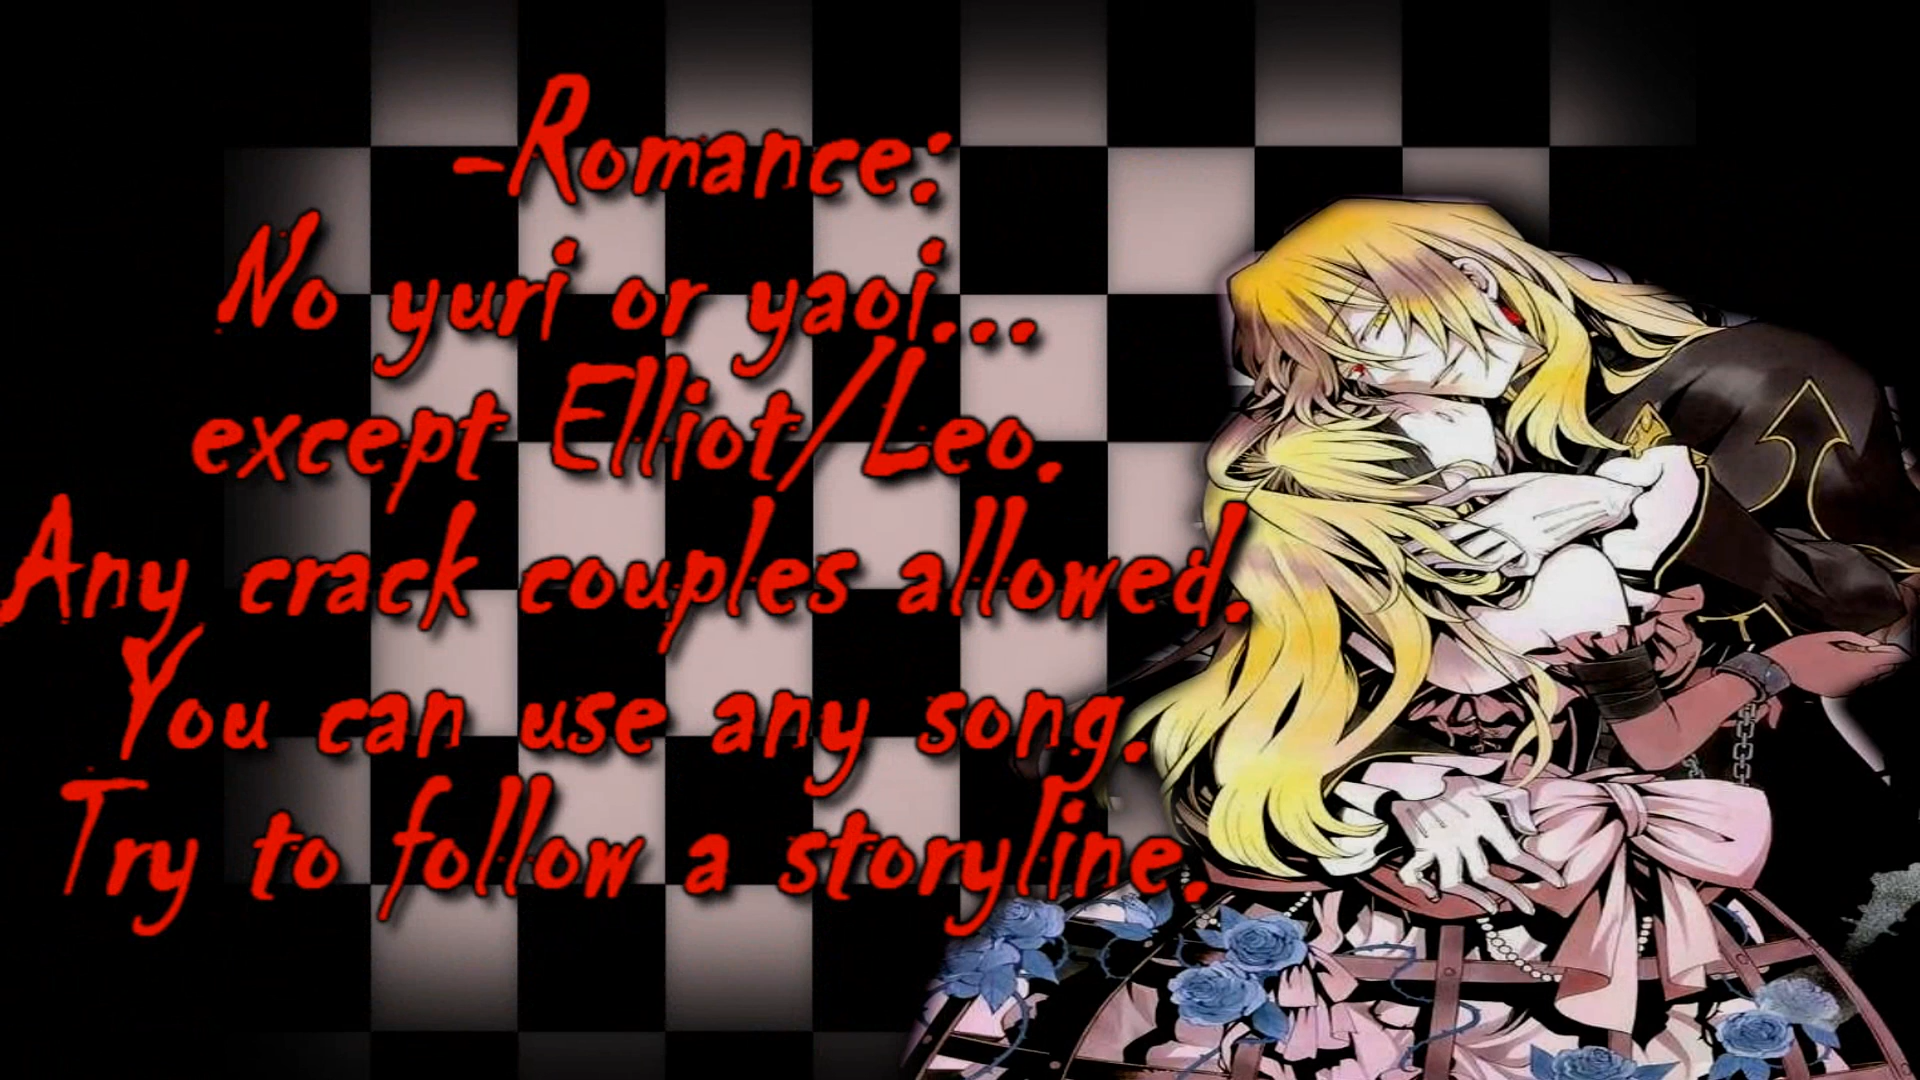 -Romance:
No yuri or yaoi...
except Elliot/Leo.
Any crack couples allowed.
You can use any song.
Try to follow a storyline.